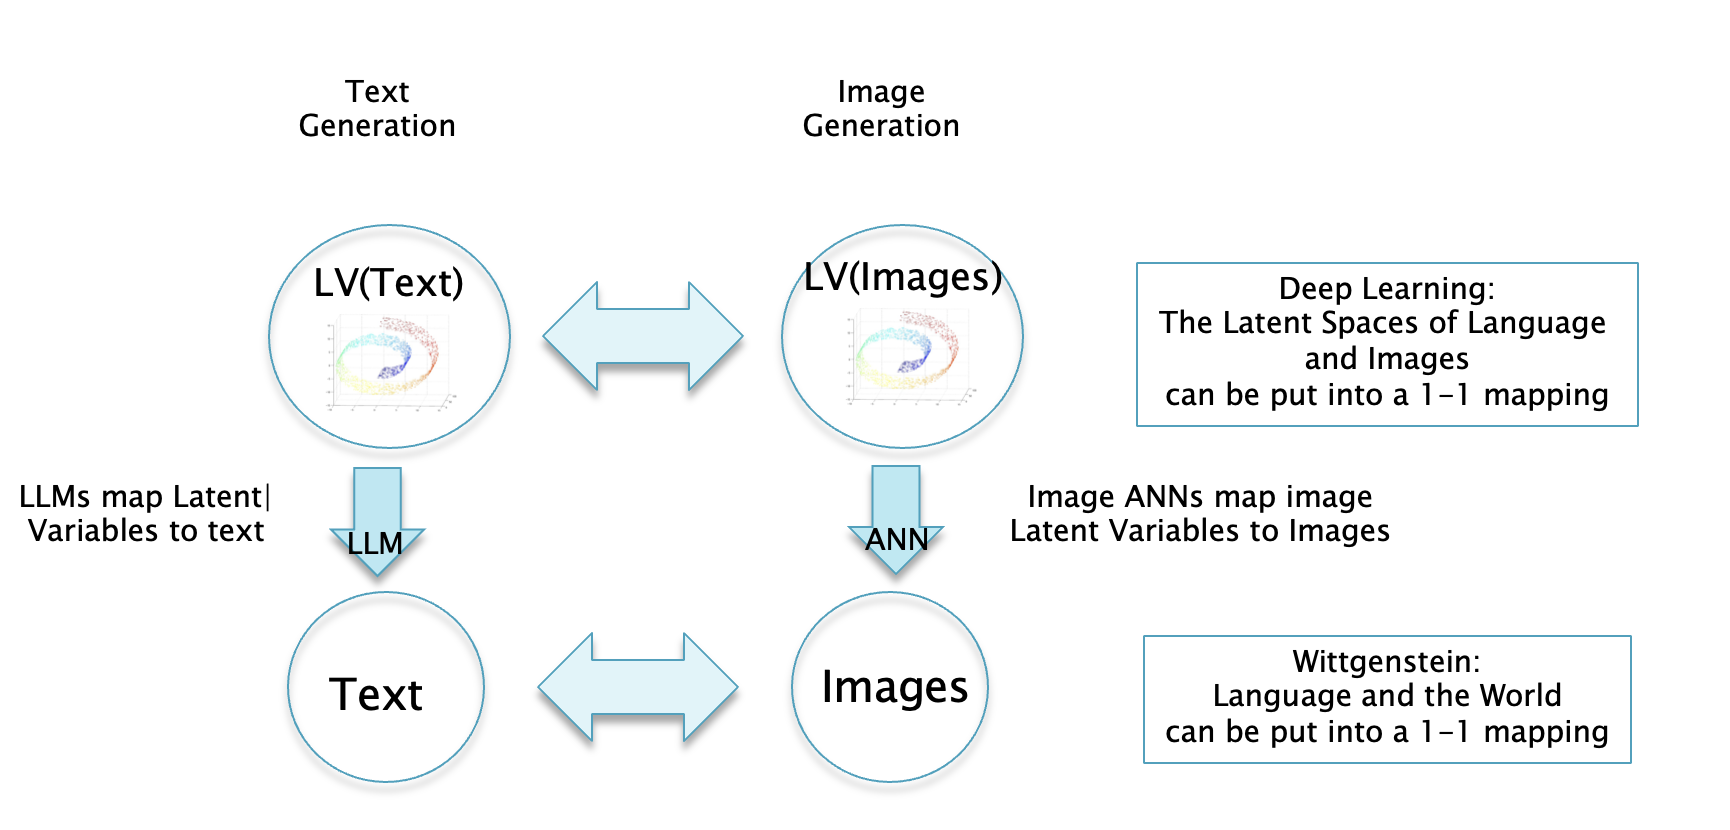 Text
Generation
Image
Generation
LV(Text)
LV(Images)
Deep Learning:
The Latent Spaces of Language
and Images
can be put into a 1-1 mapping
LLMs map Latent|
Variables to text
LLM
ANN
Image ANNs map image
Latent Variables to Images
Text
Images
Wittgenstein:
Language and the World
can be put into a 1-1 mapping